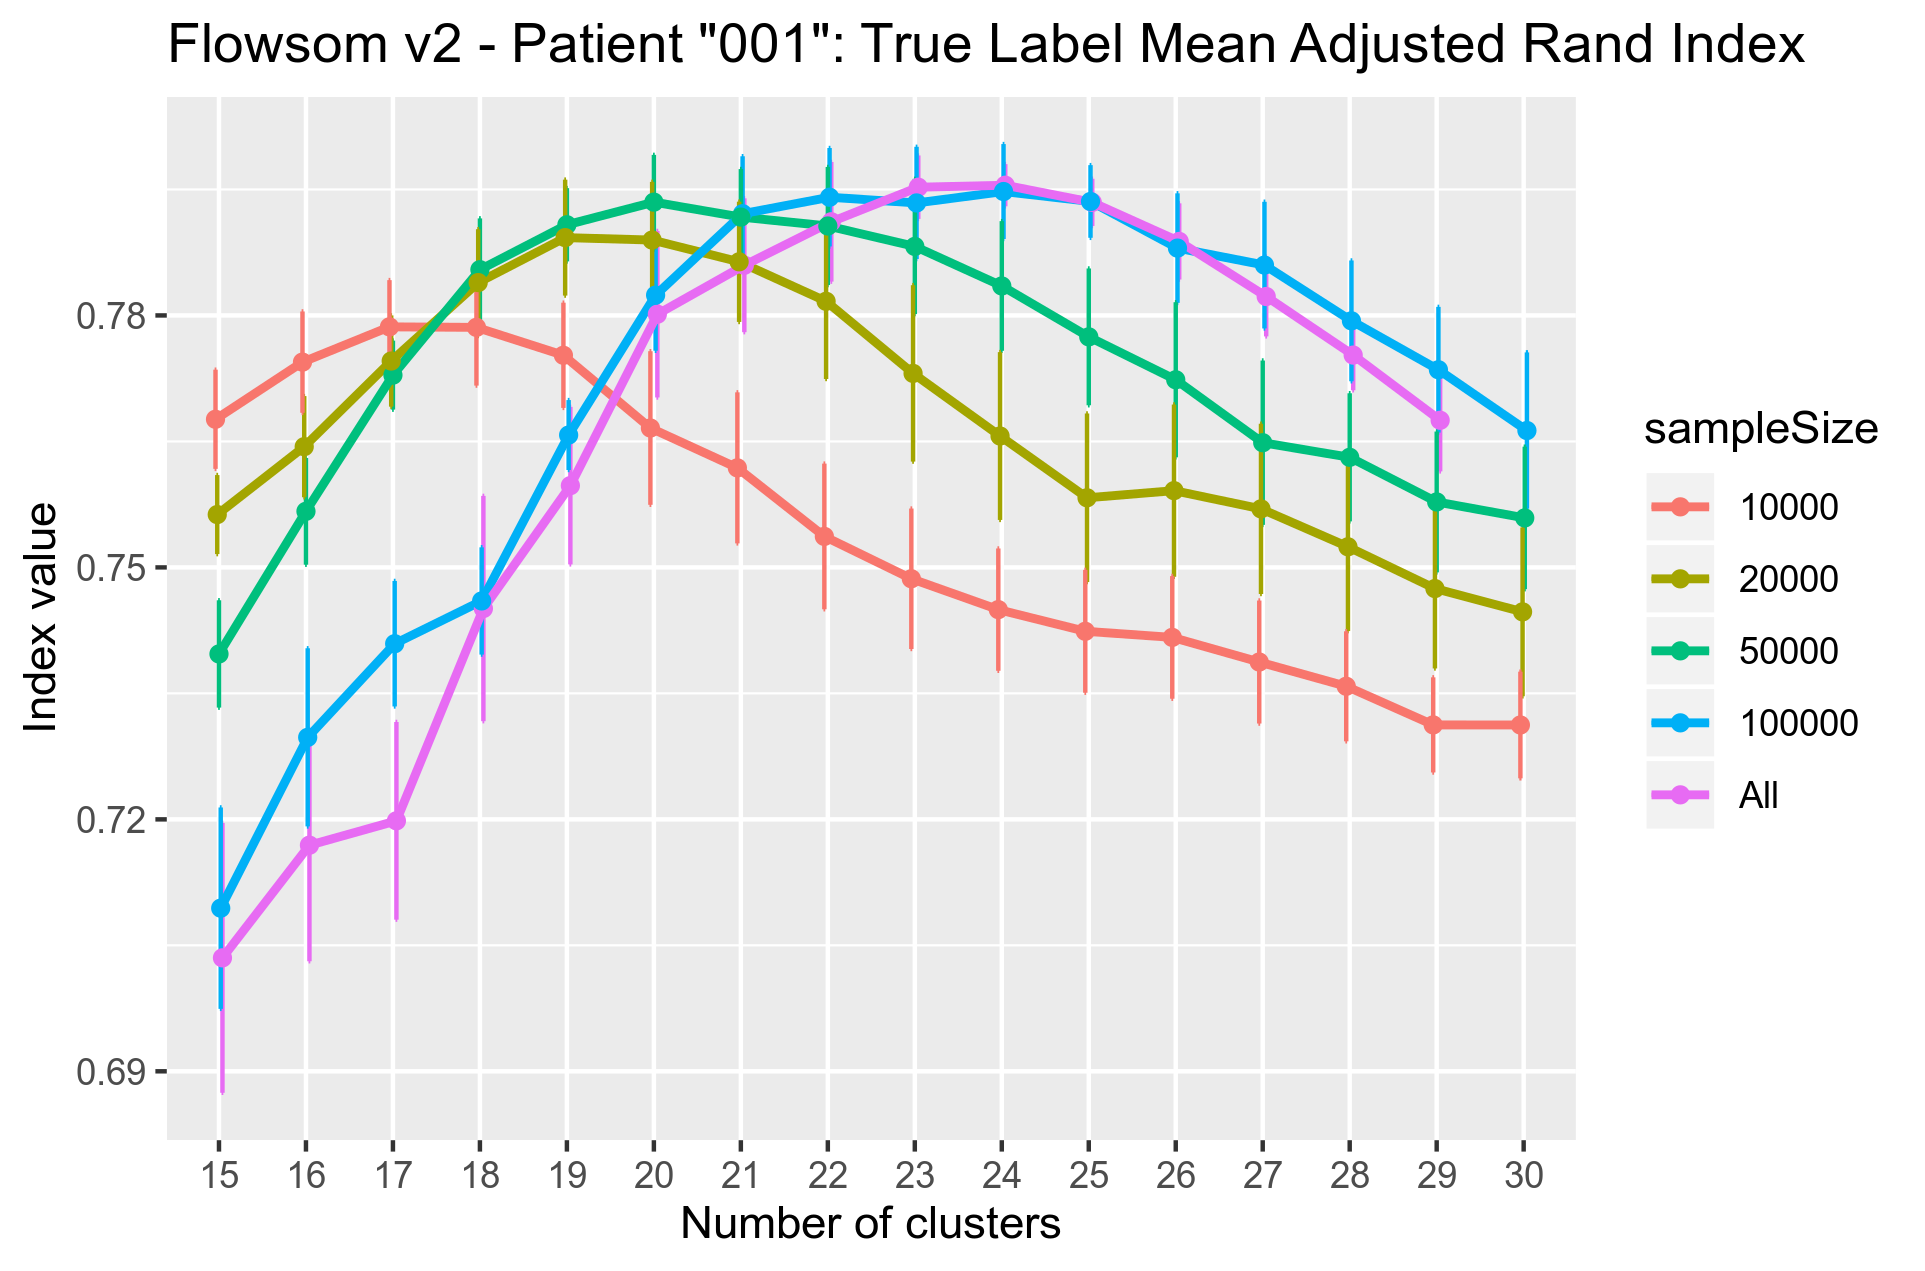 Flowsom v2 - Patient "001": True Label Mean Adjusted Rand Index
Index value
0.78
0.75
0.72
0.69
15 16 17 18 19 20 21 22 23 24 25 26 27 28 29 30
Number of clusters
sampleSize
10000
20000
50000
100000
All